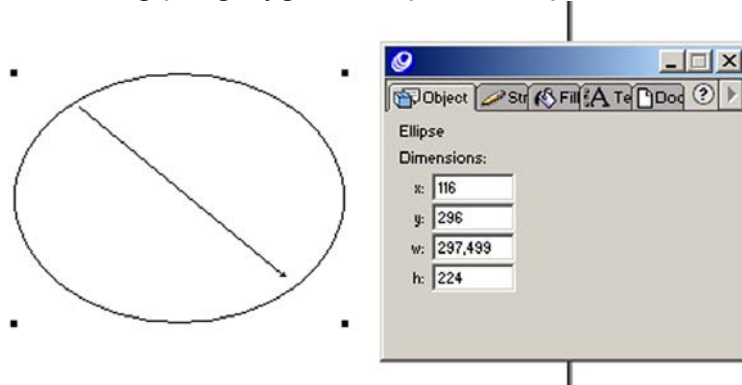 Object Str Fill A Te Doc ?
Ellipse
Dimensions:
x: 116
y: 296
w: 297,499
h: 224